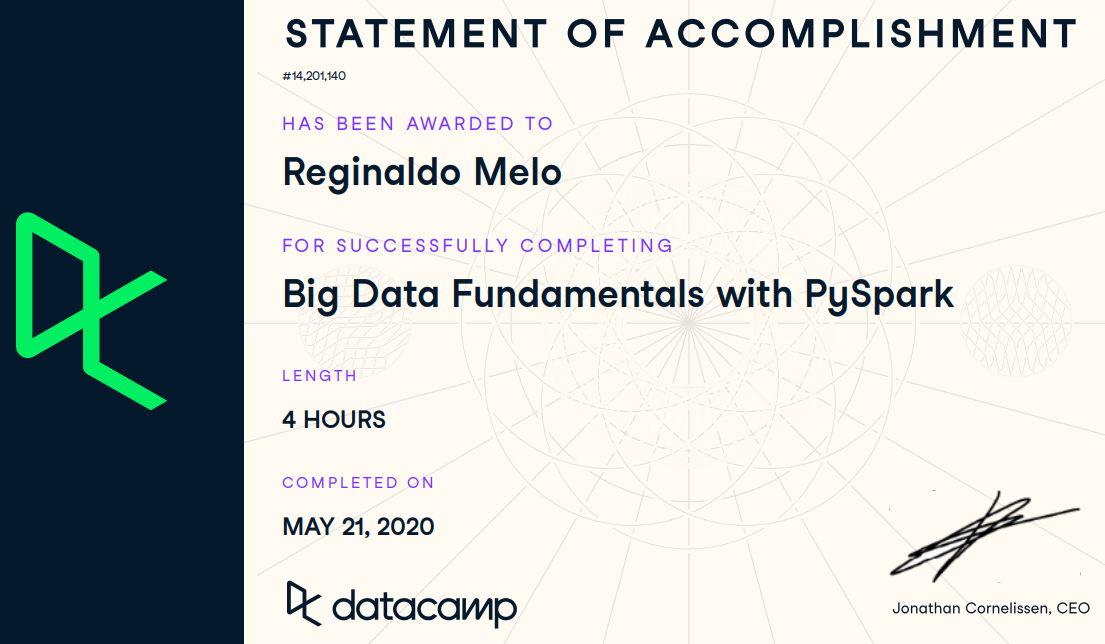 STATEMENT OF ACCOMPLISHMENT
#14,201,140
HAS BEEN AWARDED TO
Reginaldo Melo
FOR SUCCESSFULLY COMPLETING
Big Data Fundamentals with PySpark
LENGTH
4 HOURS
COMPLETED ON
MAY 21, 2020
datacamp
Jonathan Cornelissen, CEO